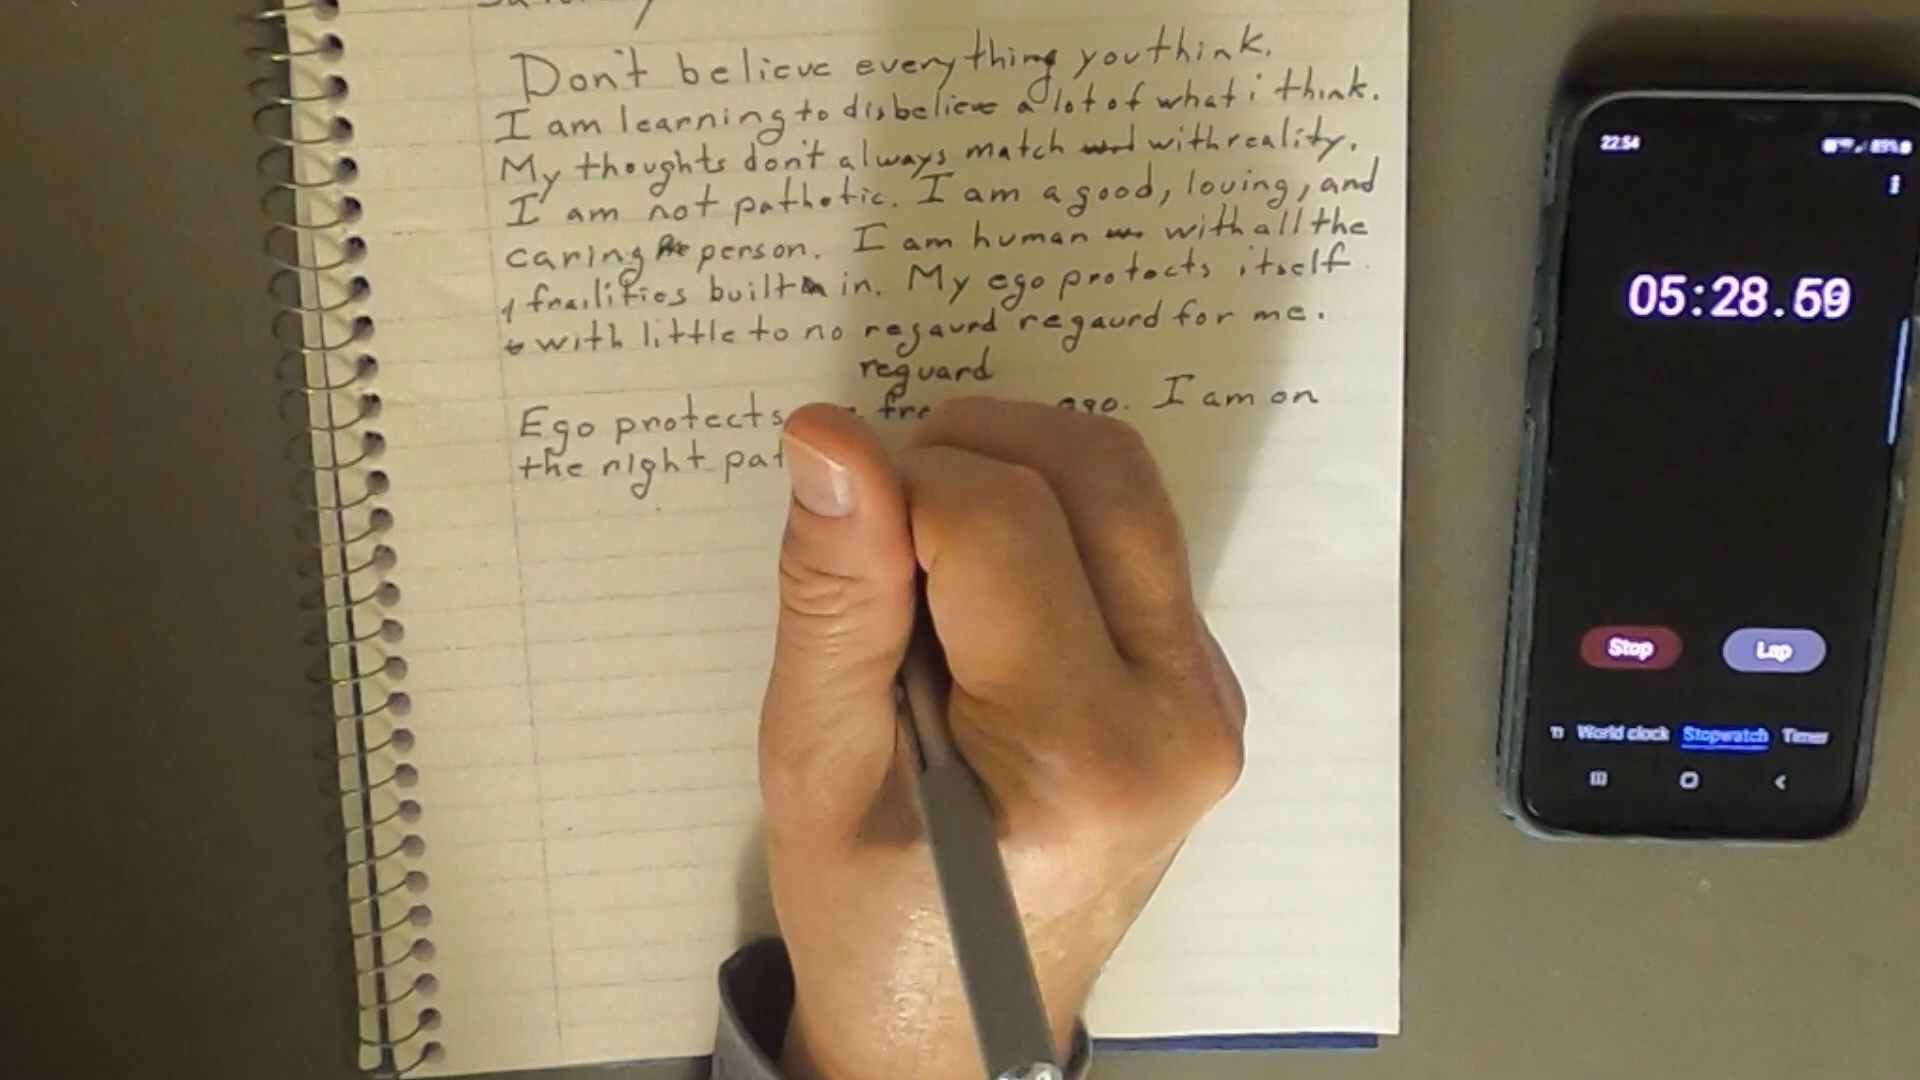 Don't believe everything you think.
I am learning to disbelieve a lot of what i think.
My thoughts don't always match with reality.
I am not pathetic. I am a good, loving, and
caring person. I am human with all the
frailities built in. My ego protects itself.
with little to no regaurd regaurd for me.
reguard
Ego protects ego. I am on
the right
22:54
89%
05:28.59
Stop
Lap
World clock
Stopwatch
Timer